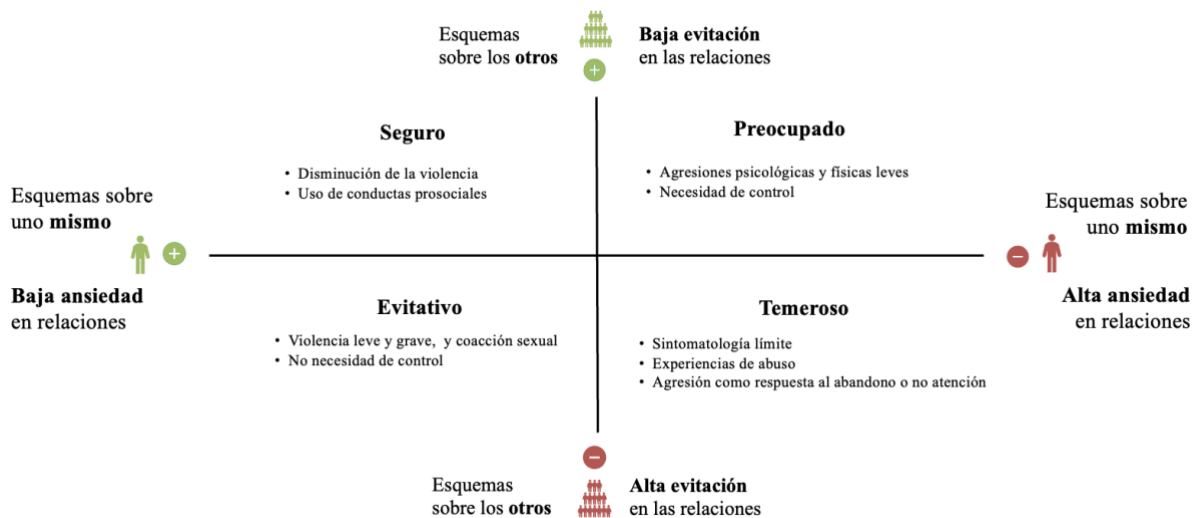 Esquemas
sobre los otros
Baja evitación
en las relaciones
+
Seguro
• Disminución de la violencia
• Uso de conductas prosociales
Preocupado
• Agresiones psicológicas y físicas leves
• Necesidad de control
Esquemas sobre
uno mismo
+
Baja ansiedad
en relaciones
Esquemas sobre
uno mismo
−
Alta ansiedad
en relaciones
Evitativo
• Violencia leve y grave, y coacción sexual
• No necesidad de control
Temeroso
• Sintomatología límite
• Experiencias de abuso
• Agresión como respuesta al abandono o no atención
−
Esquemas
sobre los otros
Alta evitación
en las relaciones